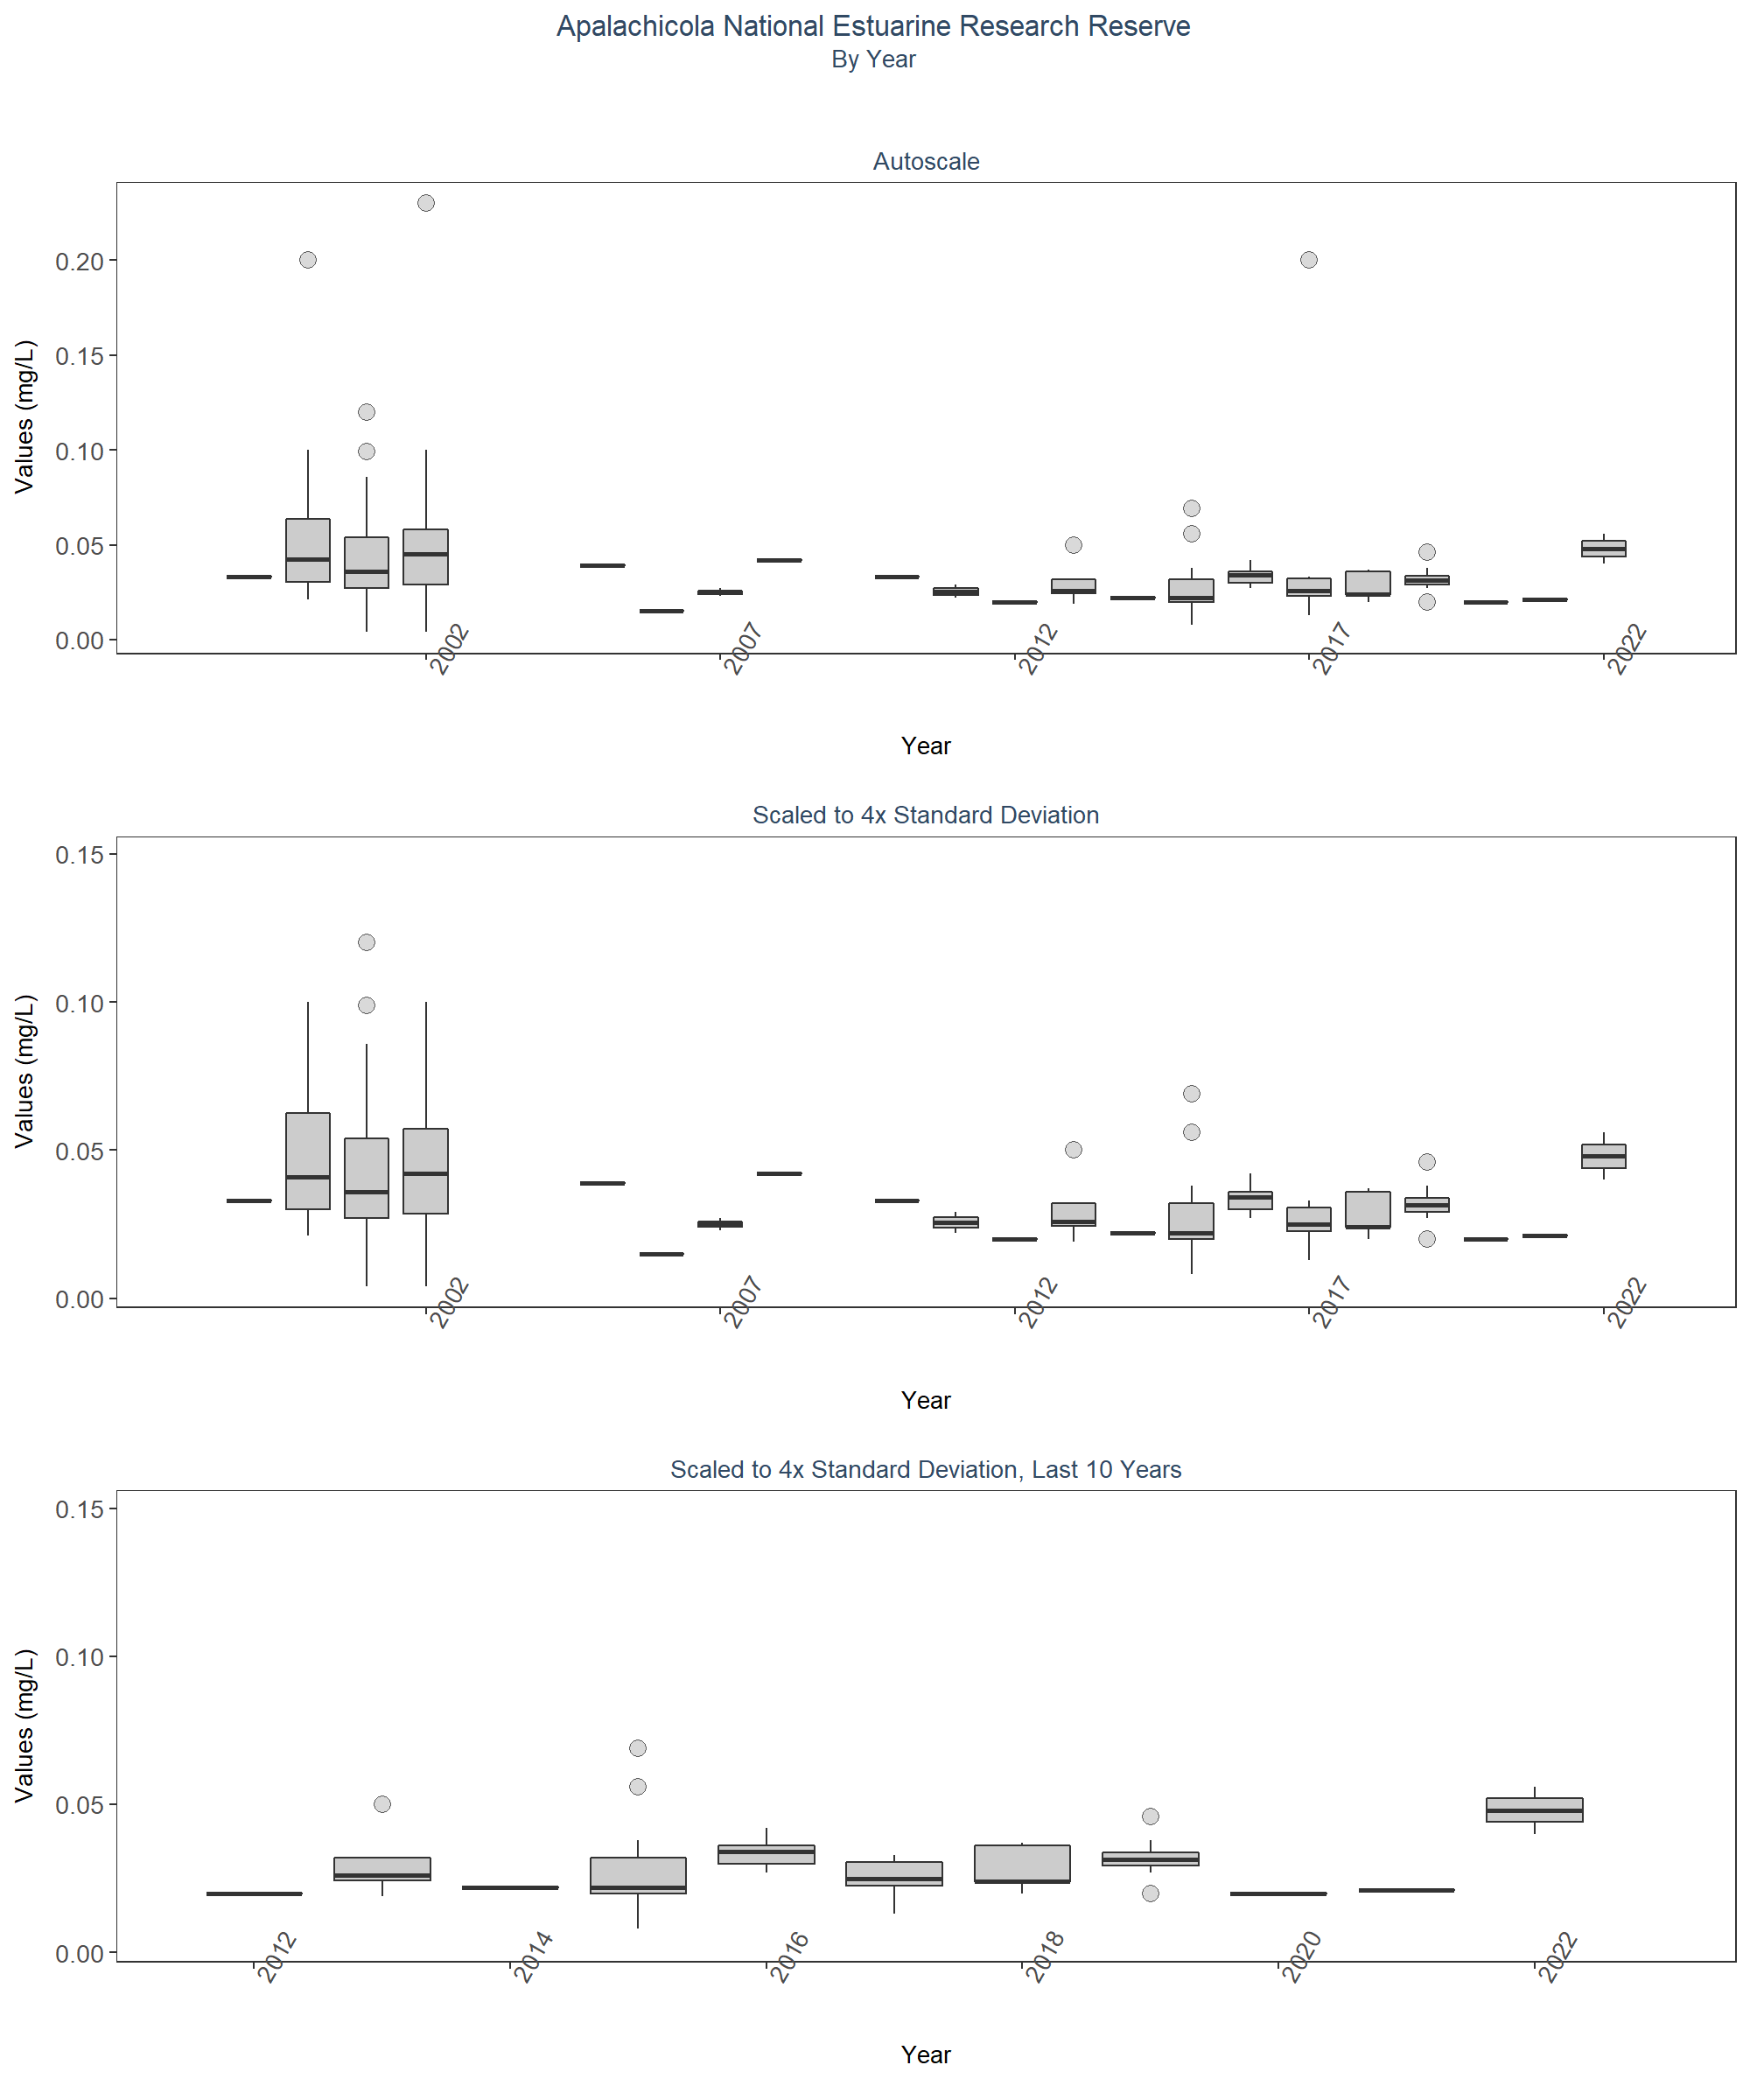 Apalachicola National Estuarine Research Reserve
By Year
Autoscale
Values (mg/L)
0.20
0.15
0.10
0.05
0.00
2002 2007 2012 2017 2022
Year
Scaled to 4x Standard Deviation
Values (mg/L)
0.15
0.10
0.05
0.00
2002 2007 2012 2017 2022
Year
Scaled to 4x Standard Deviation, Last 10 Years
Values (mg/L)
0.15
0.10
0.05
0.00
2012 2014 2016 2018 2020 2022
Year